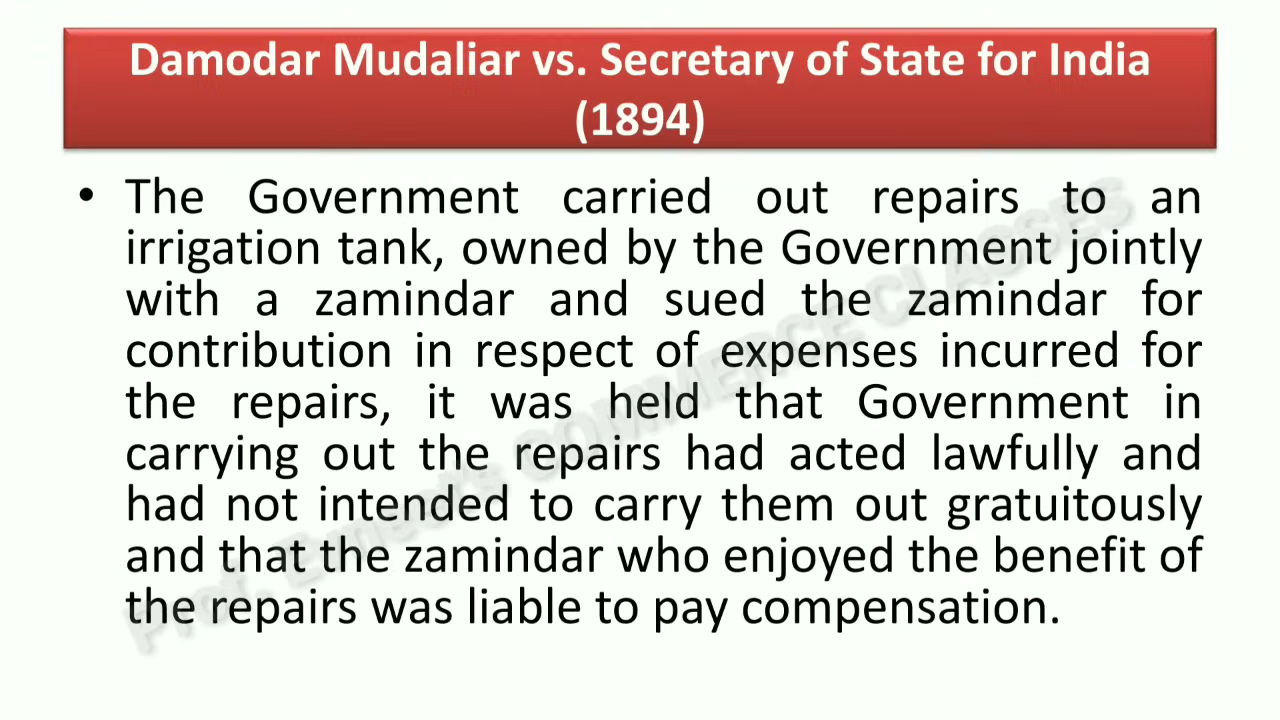 Damodar Mudaliar vs. Secretary of State for India
(1894)
• The Government carried out repairs to an
irrigation tank, owned by the Government jointly
with a zamindar and sued the zamindar for
contribution in respect of expenses incurred for
the repairs, it was held that Government in
carrying out the repairs had acted lawfully and
had not intended to carry them out gratuitously
and that the zamindar who enjoyed the benefit of
the repairs was liable to pay compensation.
Prof. COMMERCE CLASSES